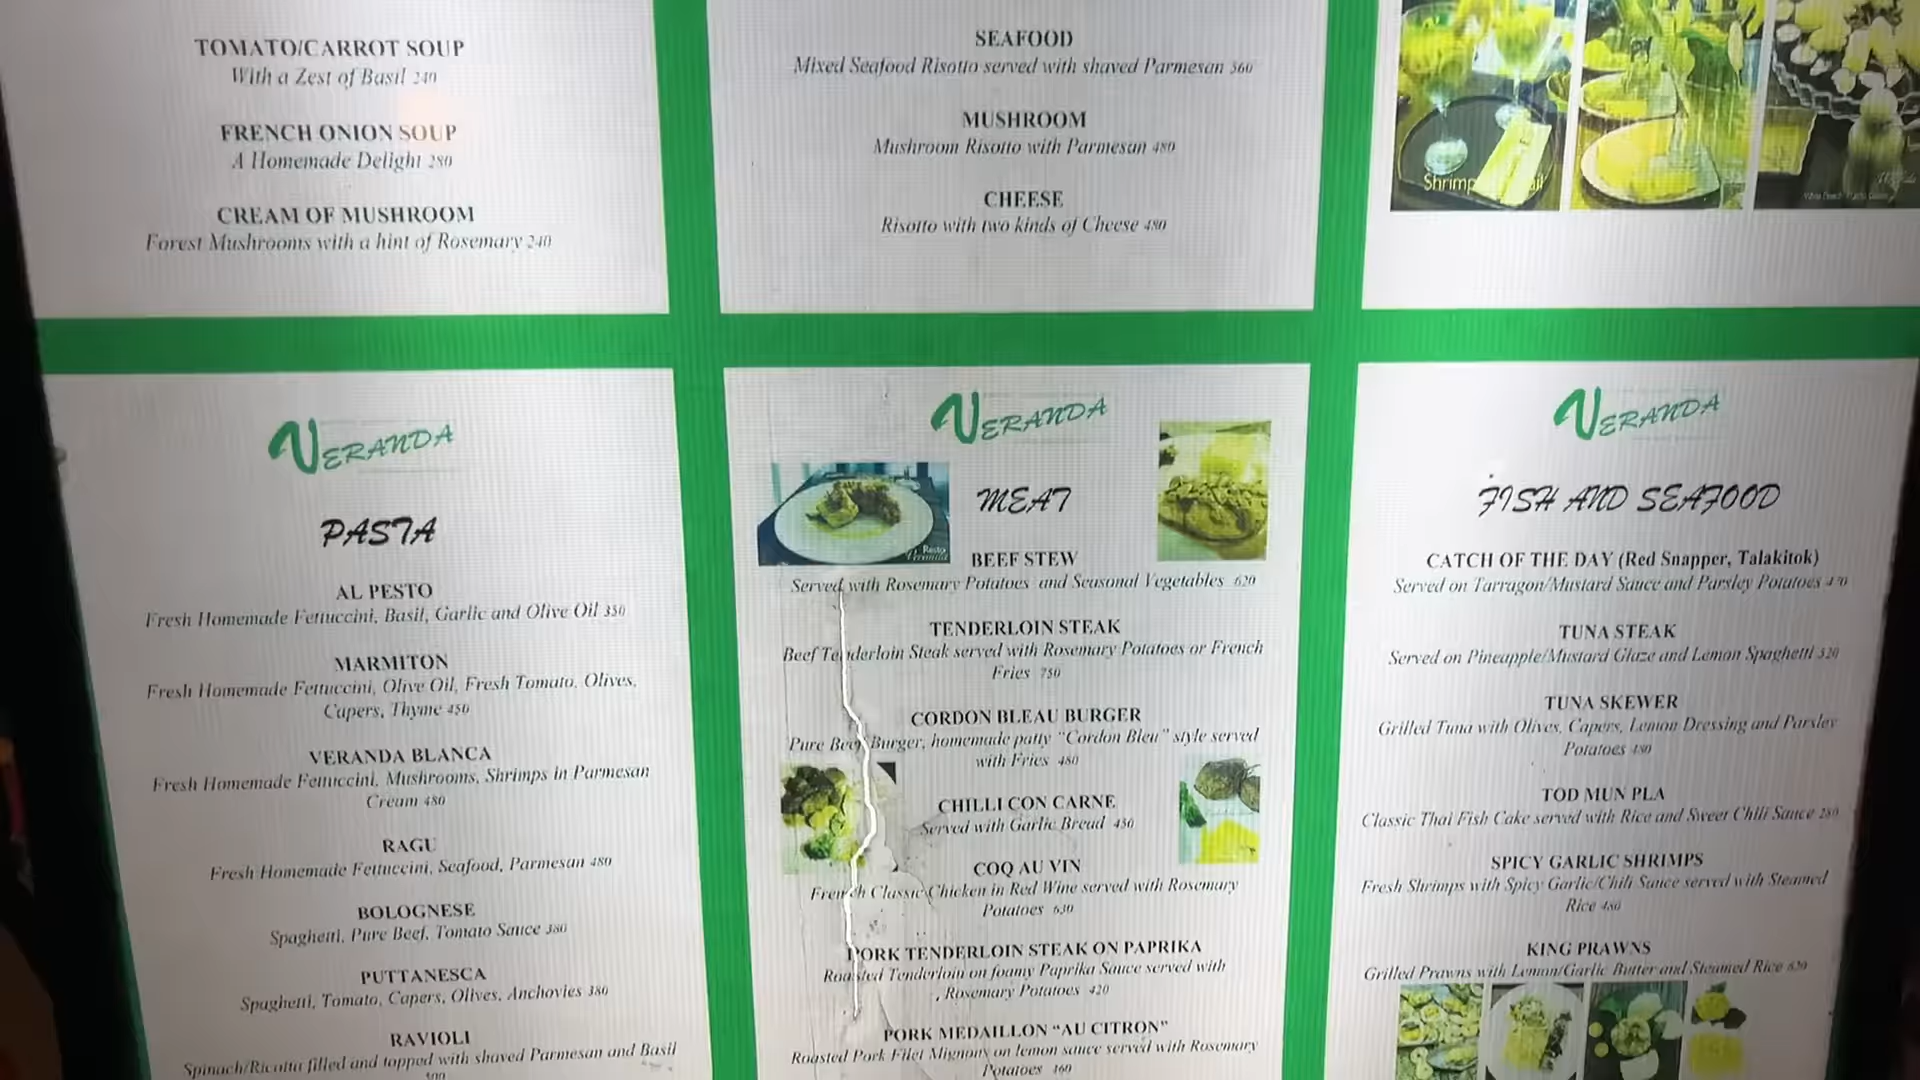 TOMATO/CARROT SOUP
With a Zest of Basil 240
FRENCH ONION SOUP
A Homemade Delight 280
CREAM OF MUSHROOM
Forest Mushrooms with a hint of Rosemary 240
SEAFOOD
Mixed Seafood Risotto served with shaved Parmesan 560
MUSHROOM
Mushroom Risotto with Parmesan 480
CHEESE
Risotto with two kinds of Cheese 480
Shrimp
VERANDA
PASTA
AL PESTO
Fresh Homemade Fettuccini, Basil, Garlic and Olive Oil 350
MARMITON
Fresh Homemade Fettuccini, Olive Oil, Fresh Tomato, Olives,
Capers, Thyme 450
VERANDA BLANCA
Fresh Homemade Fettuccini, Mushrooms, Shrimps in Parmesan
Cream 480
RAGU
Fresh Homemade Fettuccini, Seafood, Parmesan 480
BOLOGNESE
Spaghetti, Pure Beef, Tomato Sauce 380
PUTTANESCA
Spaghetti, Tomato, Capers, Olives, Anchovies 380
RAVIOLI
Spinach/Ricotta filled and topped with shaved Parmesan and Basil
VERANDA
MEAT
Resto
BEEF STEW
Served with Rosemary Potatoes and Seasonal Vegetables 620
TENDERLOIN STEAK
Beef Tenderloin Steak served with Rosemary Potatoes or French
Fries 750
CORDON BLEAU BURGER
Pure Beef Burger, homemade patty "Cordon Bleu" style served
with Fries 480
CHILLI CON CARNE
Served with Garlic Bread 450
COQ AU VIN
French Classic Chicken in Red Wine served with Rosemary
Potatoes 630
PORK TENDERLOIN STEAK ON PAPRIKA
Roasted Tenderloin on foamy Paprika Sauce served with
, Rosemary Potatoes 420
PORK MEDAILLON "AU CITRON"
Roasted Pork Filet Mignons on lemon sauce served with Rosemary
Potatoes 460
VERANDA
FISH AND SEAFOOD
CATCH OF THE DAY (Red Snapper, Talakitok)
Served on Tarragon/Mustard Sauce and Parsley Potatoes
TUNA STEAK
Served on Pineapple/Mustard Glaze and Lemon Spaghetti 520
TUNA SKEWER
Grilled Tuna with Olives, Capers, Lemon Dressing and Parsley
Potatoes 480
TOD MUN PLA
Classic Thai Fish Cake served with Rice and Sweet Chili Sauce 280
SPICY GARLIC SHRIMPS
Fresh Shrimps with Spicy Garlic/Chili Sauce served with Steamed
Rice 480
KING PRAWNS
Grilled Prawns with Lemon/Garlic Butter and Steamed Rice 620